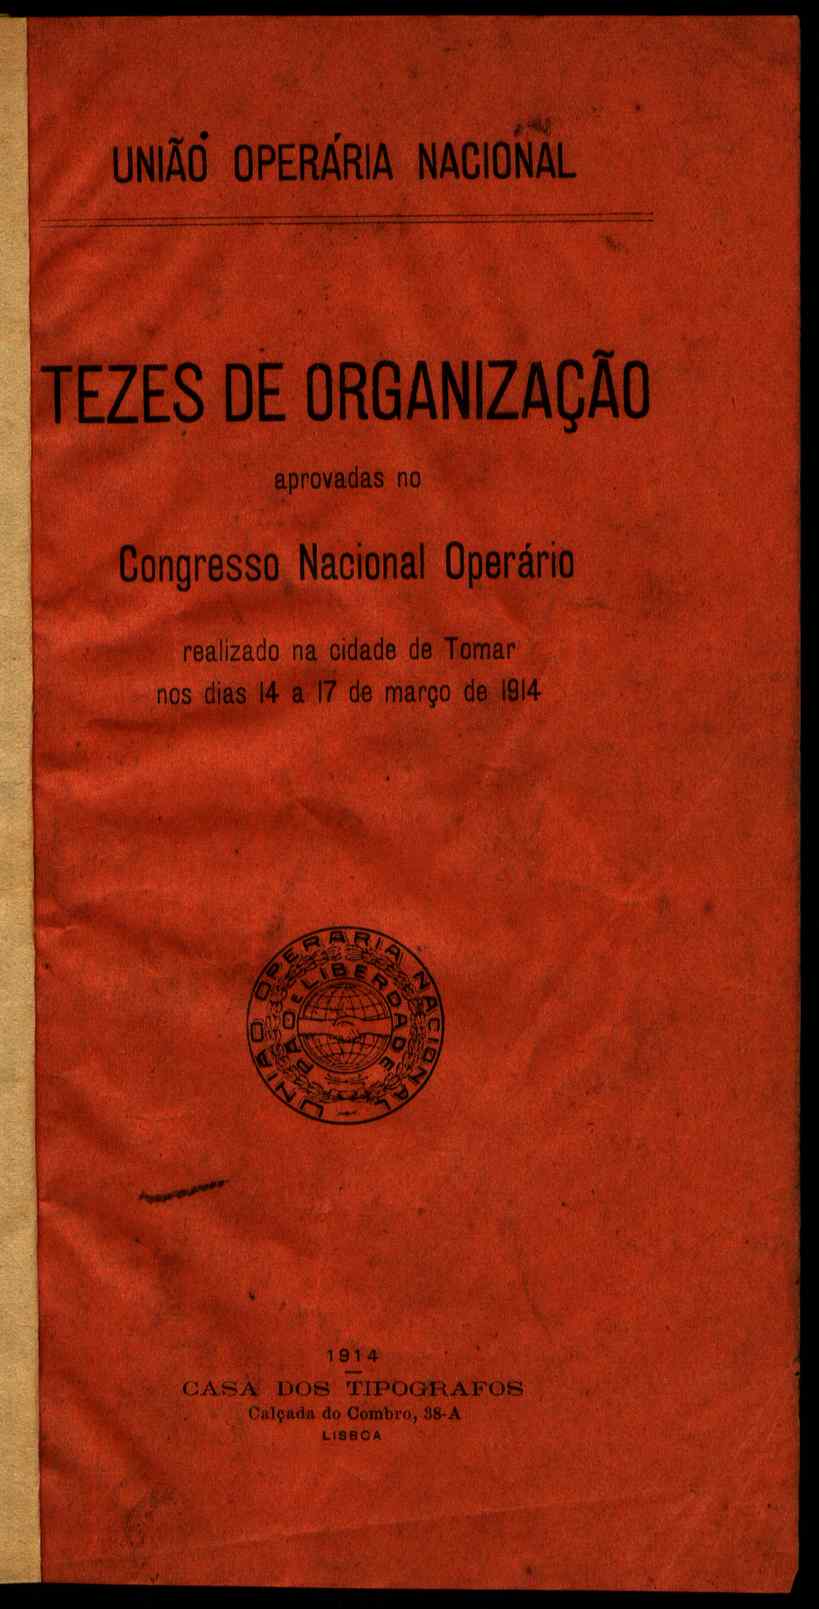 UNIÃO OPERÁRIA NACIONAL
TEZES DE ORGANIZAÇÃO
aprovadas no
Congresso Nacional Operário
realizado na cidade de Tomar
nos dias 14 a 17 de março de 1914
UNIÃO OPERARIA NACIONAL
PÃO E LIBERDADE
1914
CASA DOS TIPOGRAFOS
Calçada do Combro, 38-A
LISBOA